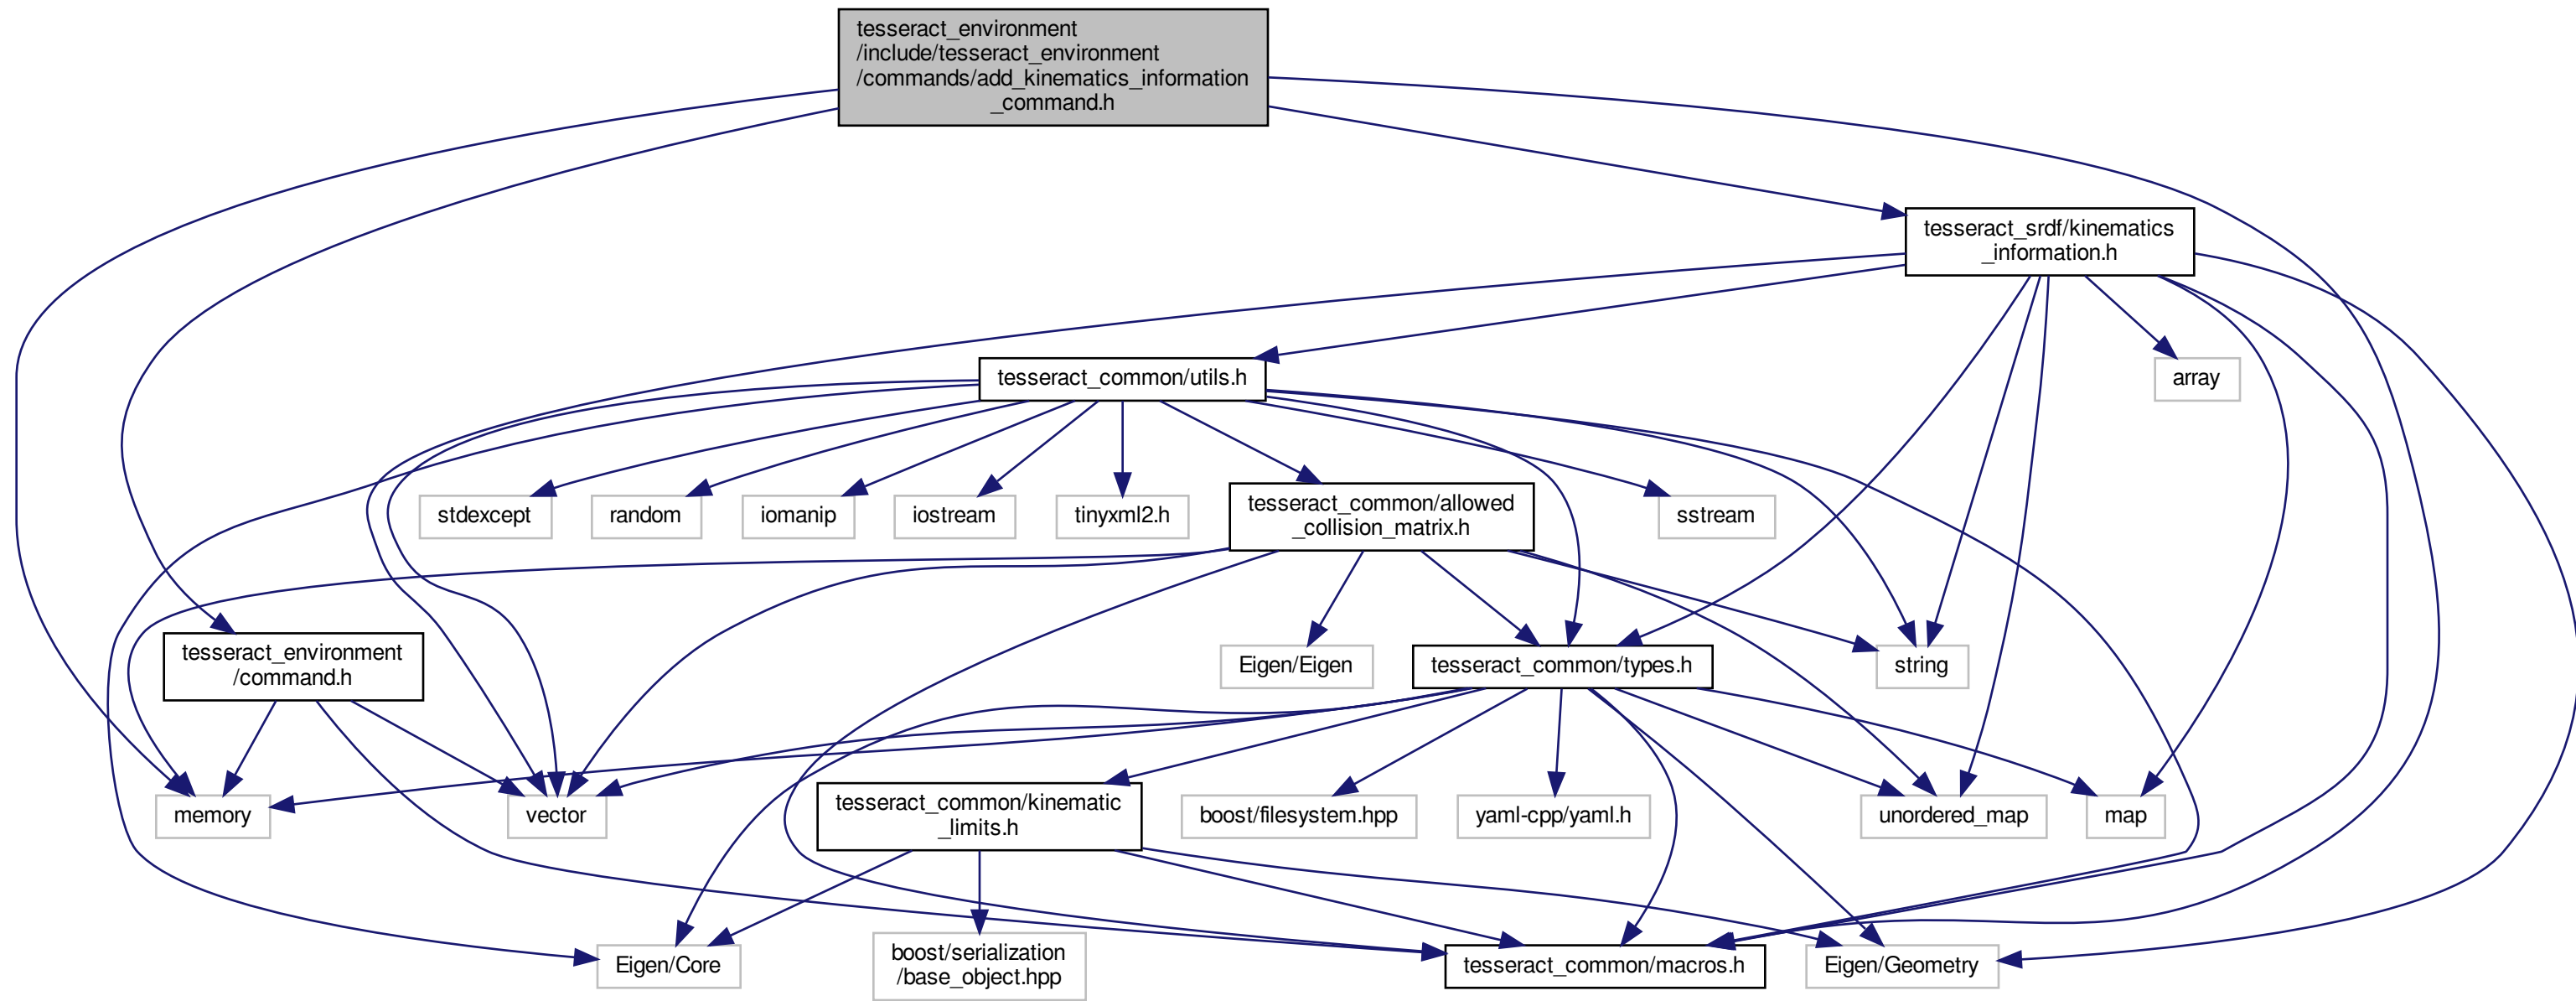 tesseract_environment
/include/tesseract_environment
/commands/add_kinematics_information
_command.h
tesseract_srdf/kinematics
_information.h
tesseract_common/utils.h
array
stdexcept
random
iomanip
iostream
tinyxml2.h
tesseract_common/allowed
_collision_matrix.h
sstream
tesseract_environment
/command.h
Eigen/Eigen
tesseract_common/types.h
string
memory
vector
tesseract_common/kinematic
_limits.h
boost/filesystem.hpp
yaml-cpp/yaml.h
unordered_map
map
Eigen/Core
boost/serialization
/base_object.hpp
tesseract_common/macros.h
Eigen/Geometry